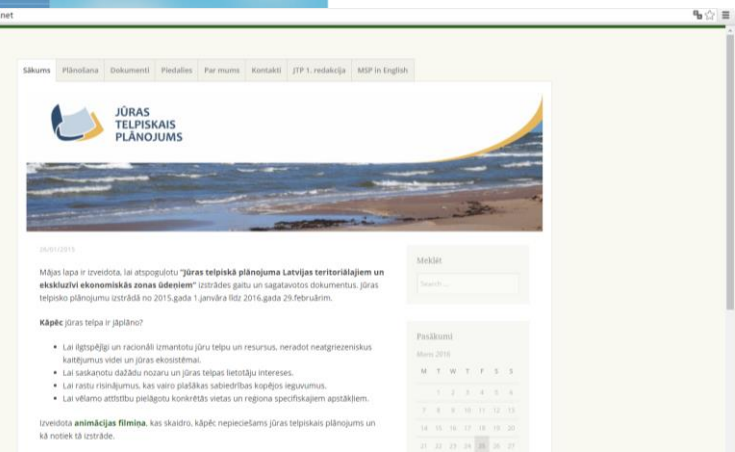 net
Sākums Plānošana Dokumenti Piedalies Par mums Kontakti JTP 1. redakcija MSP in English
JŪRAS
TELPISKAIS
PLĀNOJUMS
26/01/2015
Mājas lapa ir izveidota, lai atspoguļotu "Jūras telpiskā plānojuma Latvijas teritoriālajiem un
ekskluzīvi ekonomiskās zonas ūdeņiem" izstrādes gaitu un sagatavotos dokumentus. Jūras
telpisko plānojumu izstrādā no 2015.gada 1.janvāra līdz 2016.gada 29.februārim.
Kāpēc jūras telpa ir jāplāno?
Lai ilgtspējīgi un racionāli izmantotu jūru telpu un resursus, neradot neatgriezeniskus
kaitējumus videi un jūras ekosistēmai.
Lai saskaņotu dažādu nozaru un jūras telpas lietotāju intereses.
Lai rastu risinājumus, kas vairo plašākas sabiedrības kopējos ieguvumus.
Lai vēlamo attīstību pielāgotu konkrētās vietas un reģiona specifiskajiem apstākļiem.
Izveidota animācijas filmiņa, kas skaidro, kāpēc nepieciešams jūras telpiskais plānojums un
kā notiek tā izstrāde.
Meklēt
Search ...
Pasākumi
Marts 2016
M T W T F S S
1 2 3 4 5 6
7 8 9 10 11 12 13
14 15 16 17 18 19 20
21 22 23 24 25 26 27